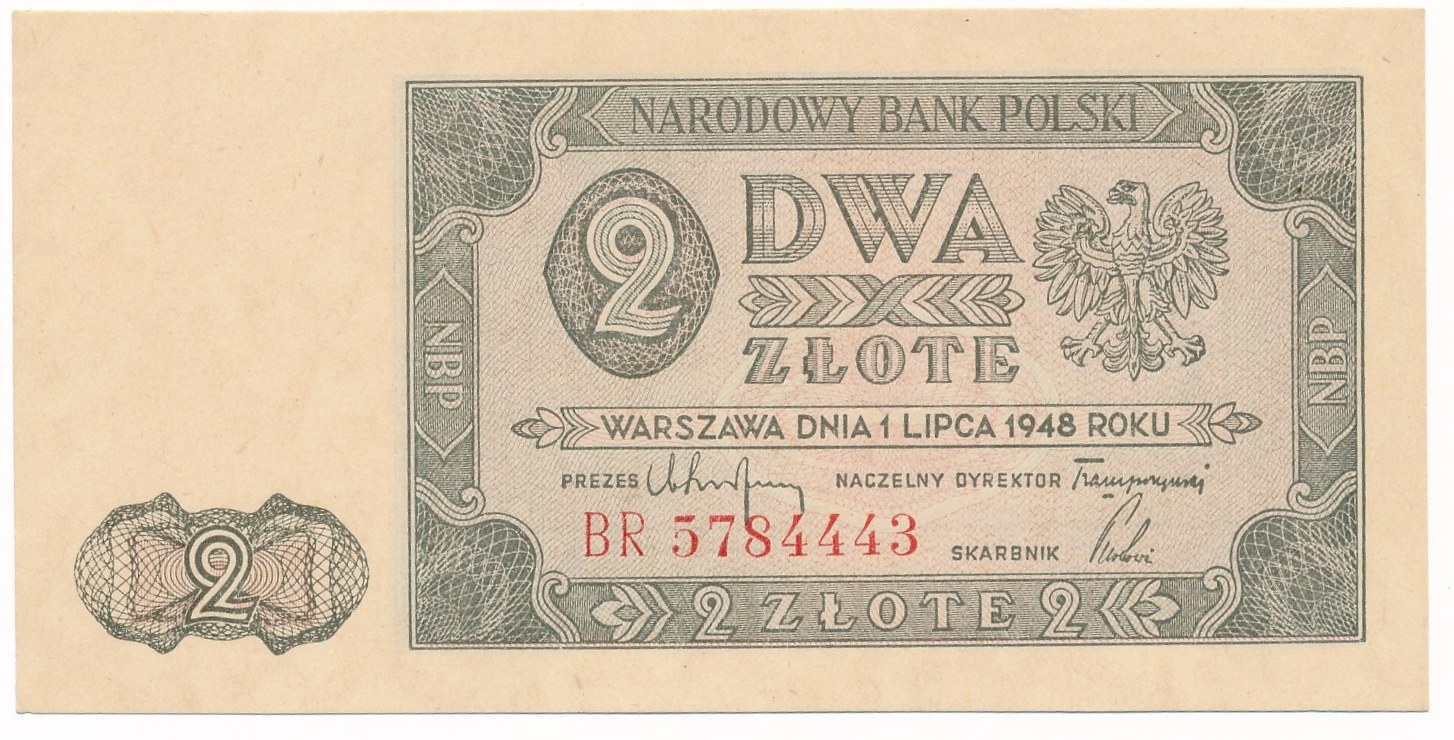 NARODOWY BANK POLSKI
2
DWA
ZŁOTE
NBP
NBP
WARSZAWA DNIA 1 LIPCA 1948 ROKU
PREZES NACZELNY DYREKTOR
BR 5784443
SKARBNIK
2
2 ZŁOTE 2